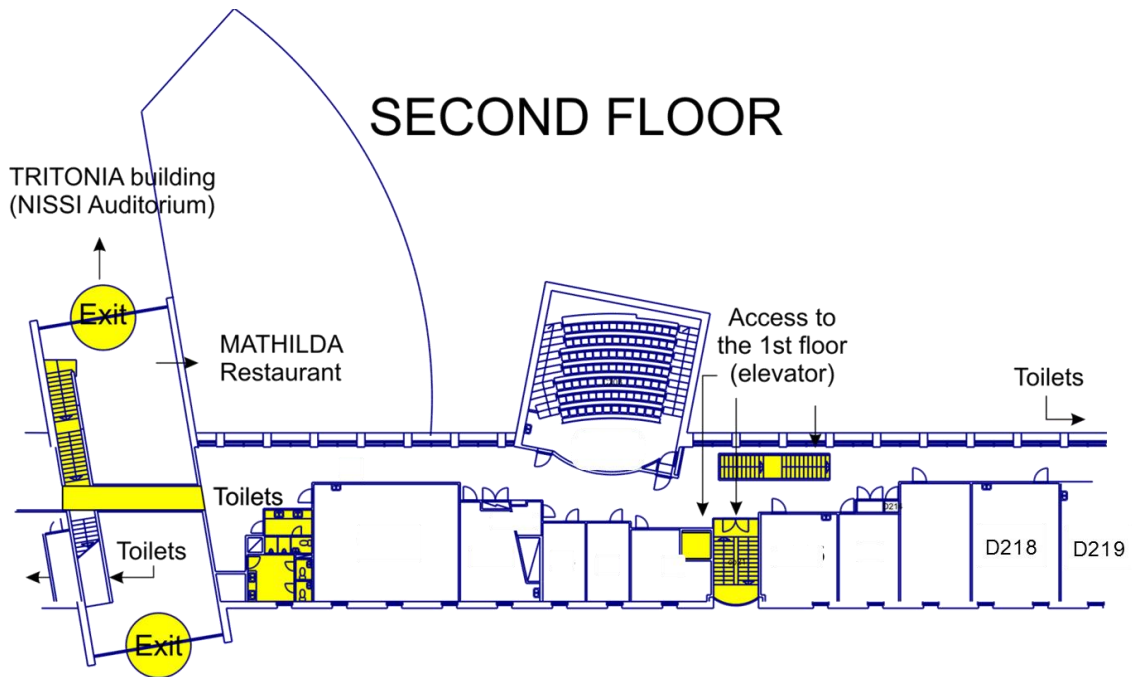 SECOND FLOOR
TRITONIA building
(NISSI Auditorium)
Exit
MATHILDA
Restaurant
Access to
the 1st floor
(elevator)
Toilets
Toilets
Toilets
D218
D219
Exit